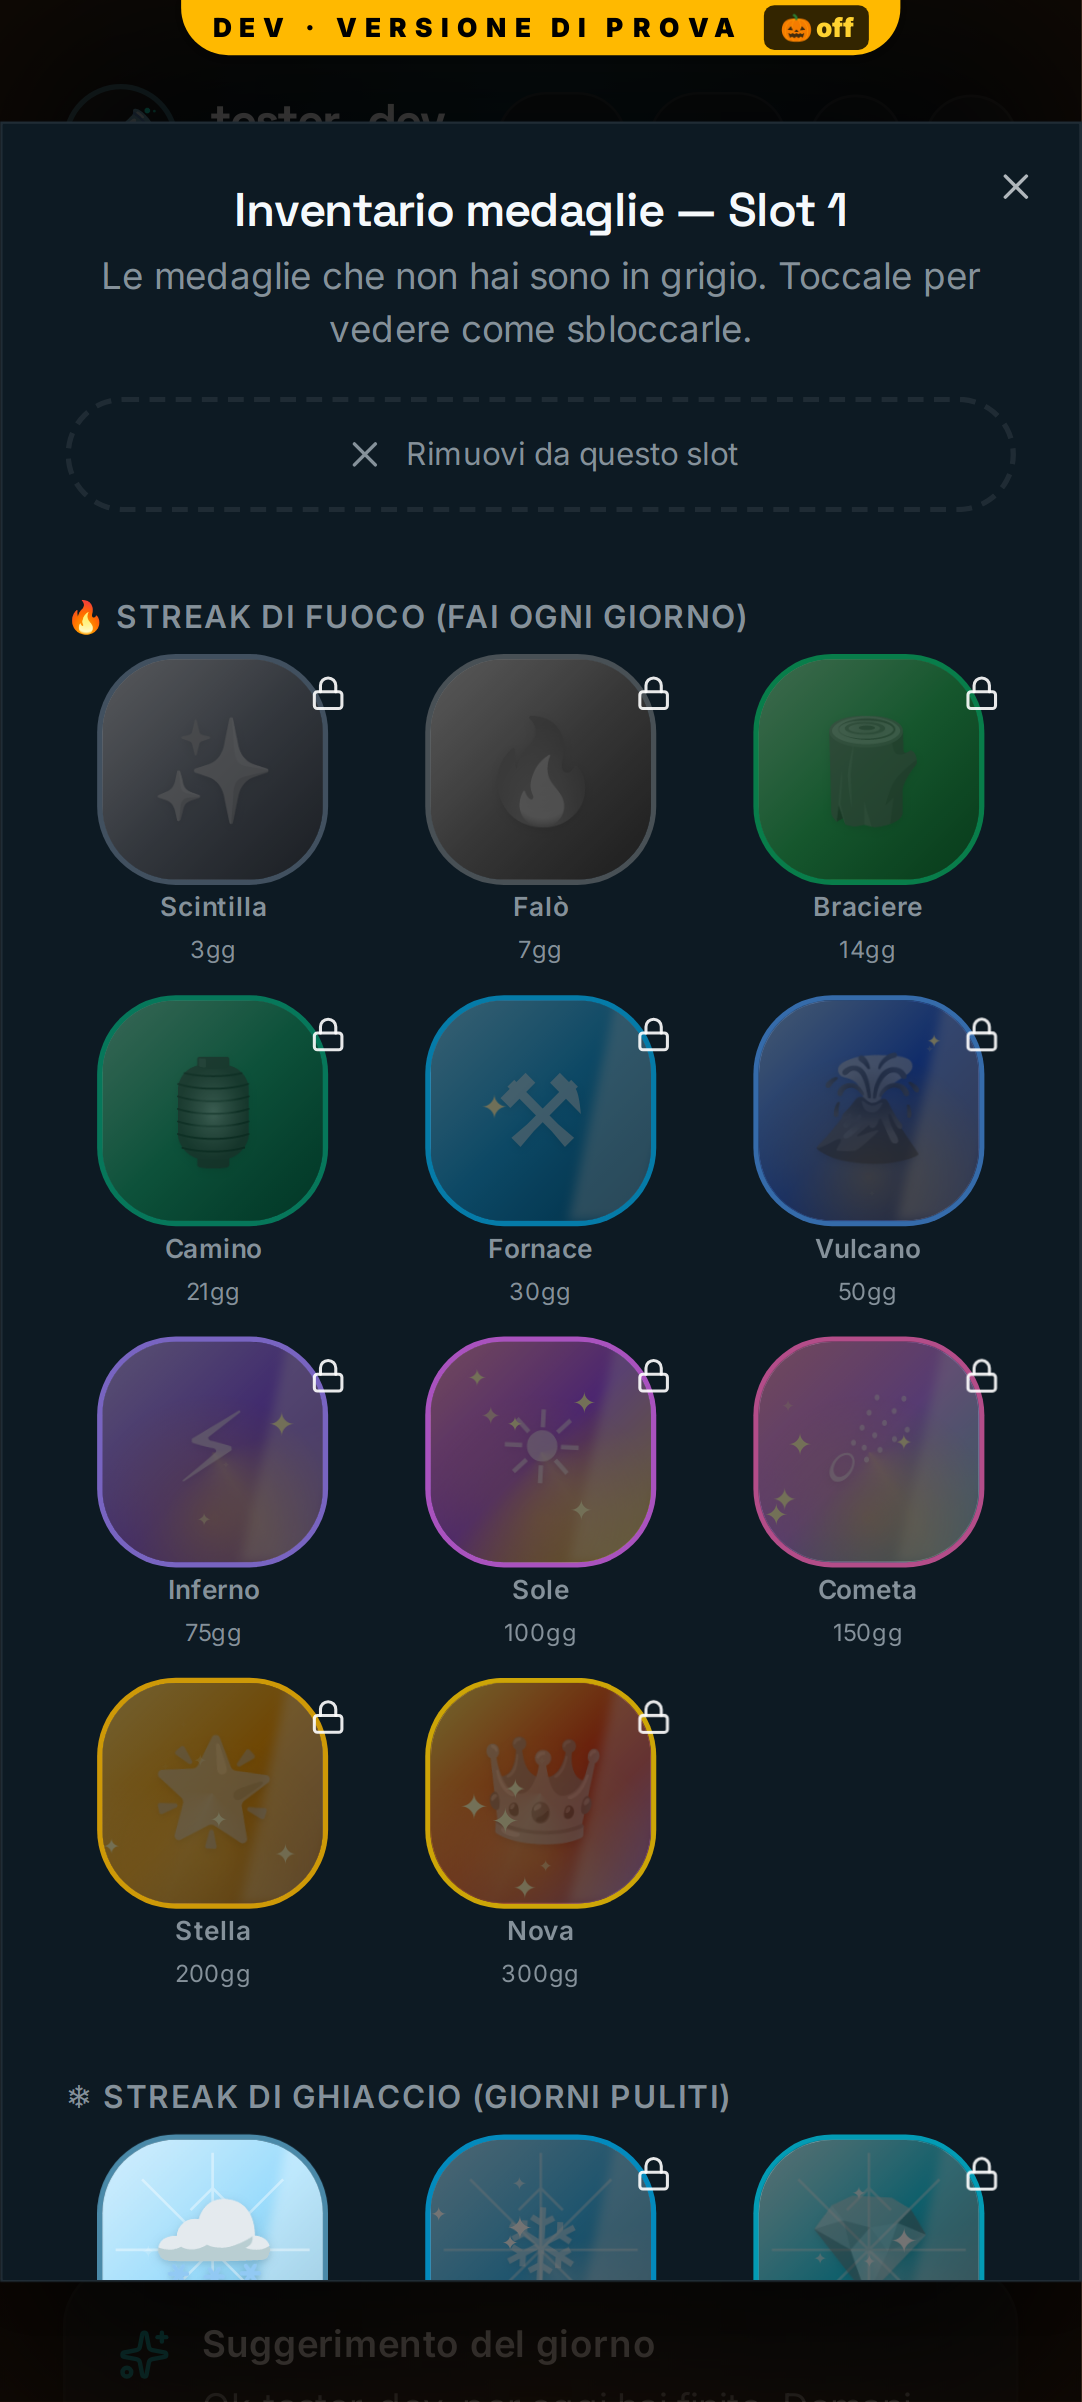 DEV · VERSIONE DI PROVA 🎃 off
tester_dev
Inventario medaglie — Slot 1
Le medaglie che non hai sono in grigio. Toccale per
vedere come sbloccarle.
Rimuovi da questo slot
🔥 STREAK DI FUOCO (FAI OGNI GIORNO)
Scintilla Falò Braciere
3gg 7gg 14gg
Camino Fornace Vulcano
21gg 30gg 50gg
Inferno Sole Cometa
75gg 100gg 150gg
Stella Nova
200gg 300gg
❄ STREAK DI GHIACCIO (GIORNI PULITI)
Suggerimento del giorno